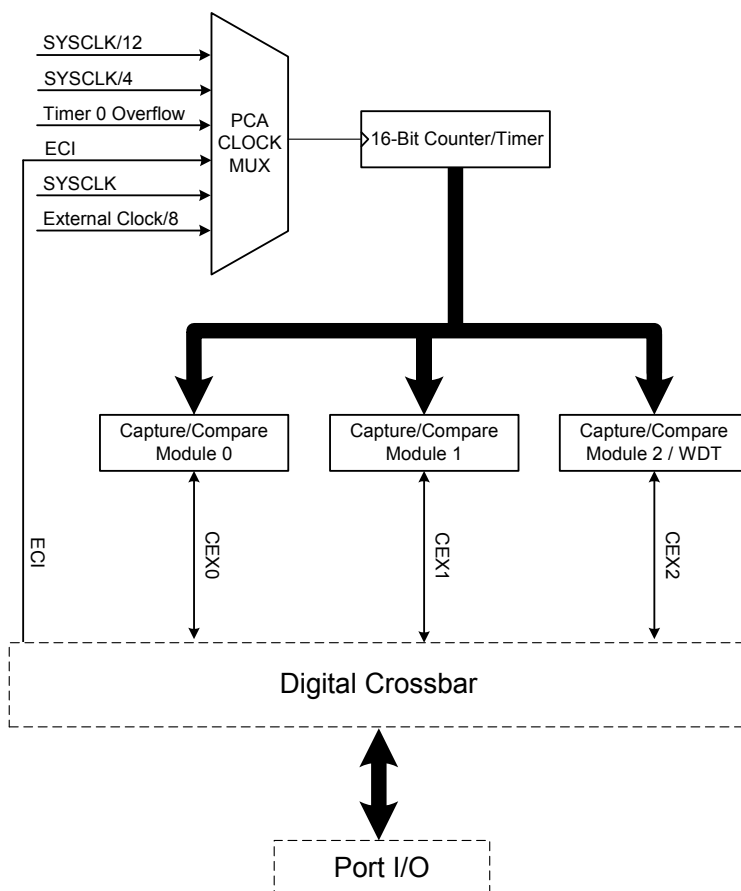 SYSCLK/12
SYSCLK/4
Timer 0 Overflow
ECI
SYSCLK
External Clock/8
PCA
CLOCK
MUX
16-Bit Counter/Timer
Capture/Compare
Module 0
Capture/Compare
Module 1
Capture/Compare
Module 2 / WDT
ECI
CEX0
CEX1
CEX2
Digital Crossbar
Port I/O